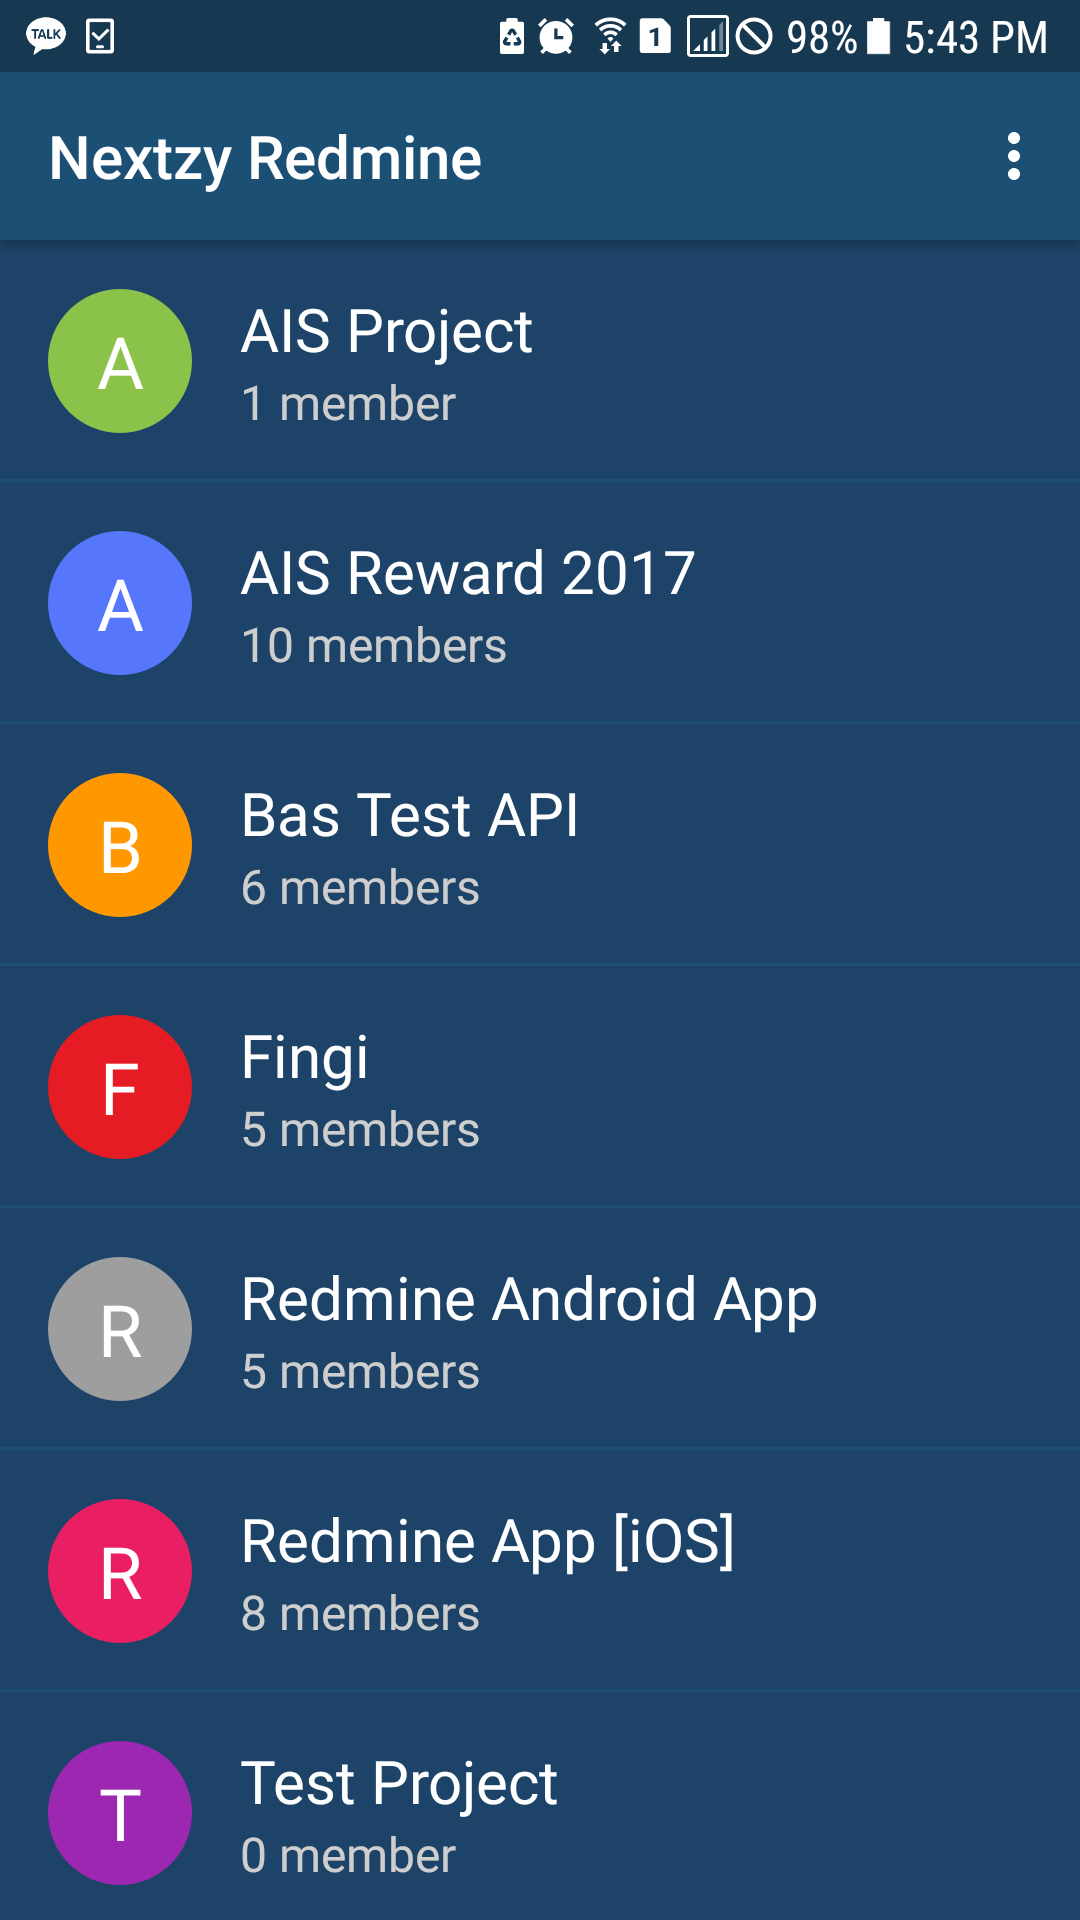 TALK 1 98% 5:43 PM
Nextzy Redmine
A AIS Project
1 member
A AIS Reward 2017
10 members
B Bas Test API
6 members
F Fingi
5 members
R Redmine Android App
5 members
R Redmine App [iOS]
8 members
T Test Project
0 member